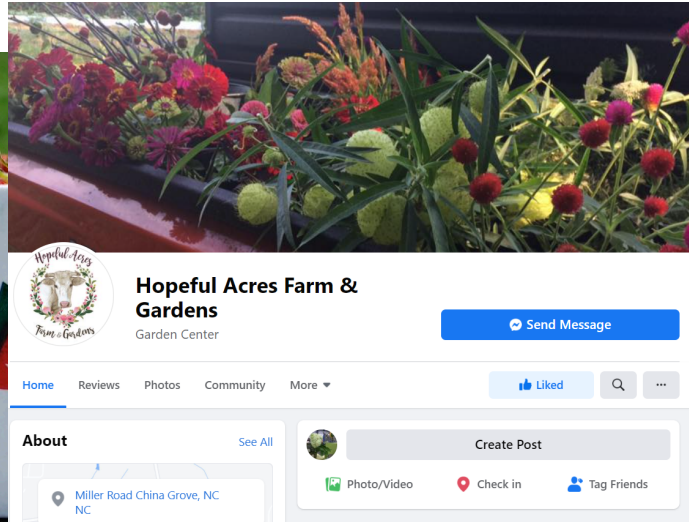 Hopeful Acres
Farm & Gardens
Hopeful Acres Farm &
Gardens
Garden Center
Send Message
Home
Reviews
Photos
Community
More
Liked
About
See All
Miller Road China Grove, NC
NC
Create Post
Photo/Video
Check in
Tag Friends